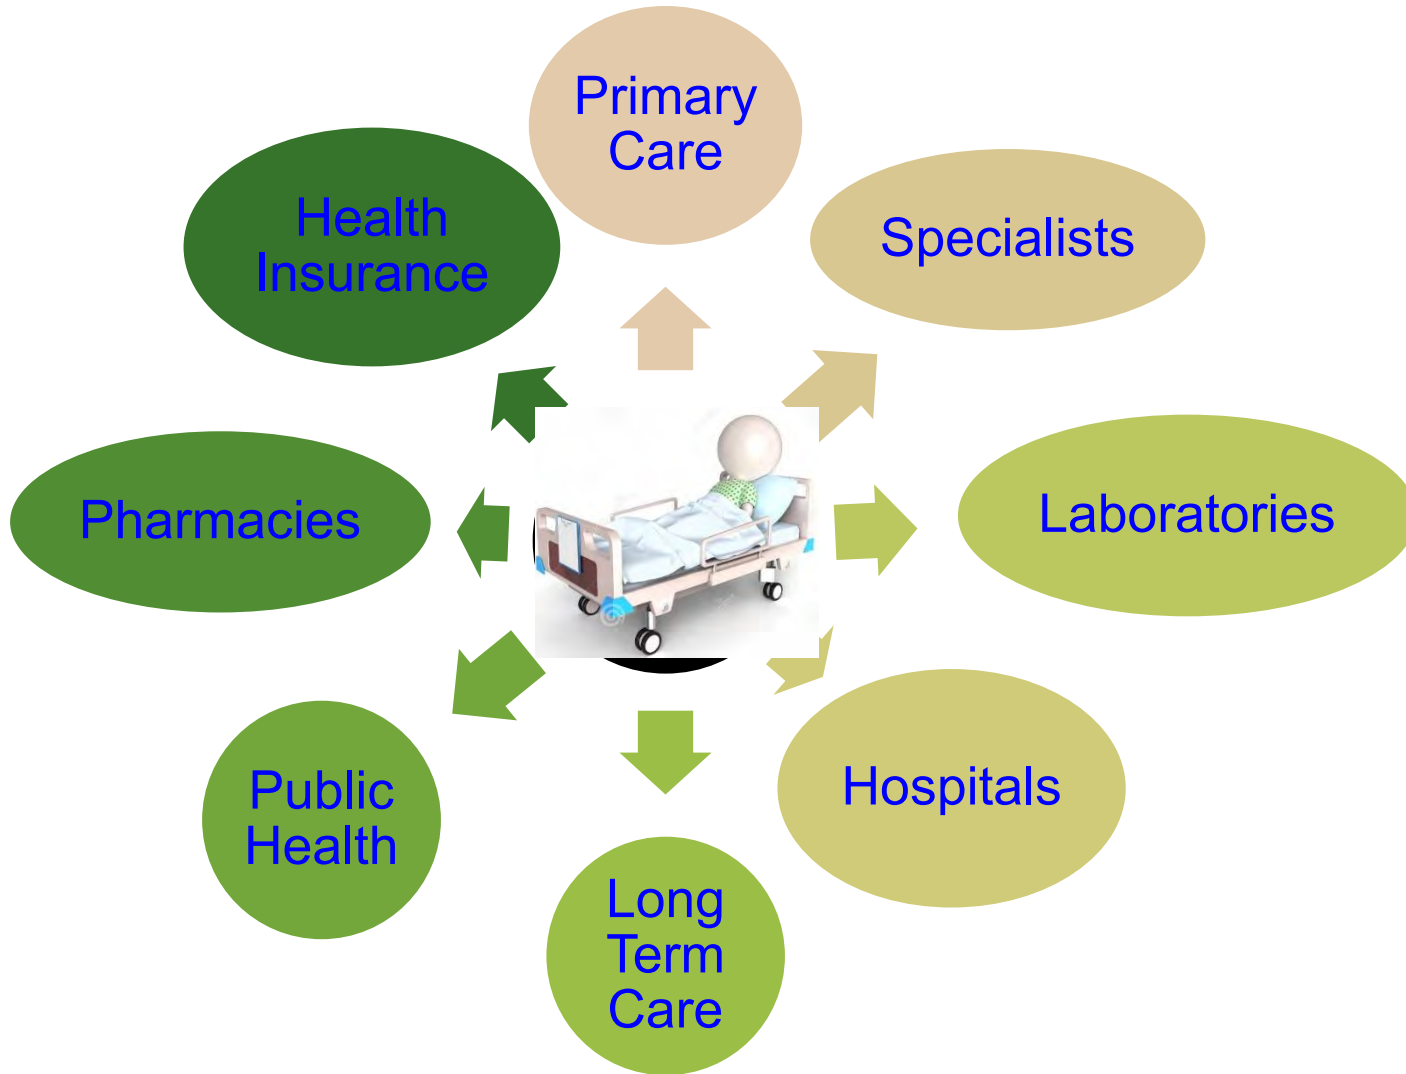 Primary
Care
Specialists
Laboratories
Hospitals
Long
Term
Care
Public
Health
Pharmacies
Health
Insurance